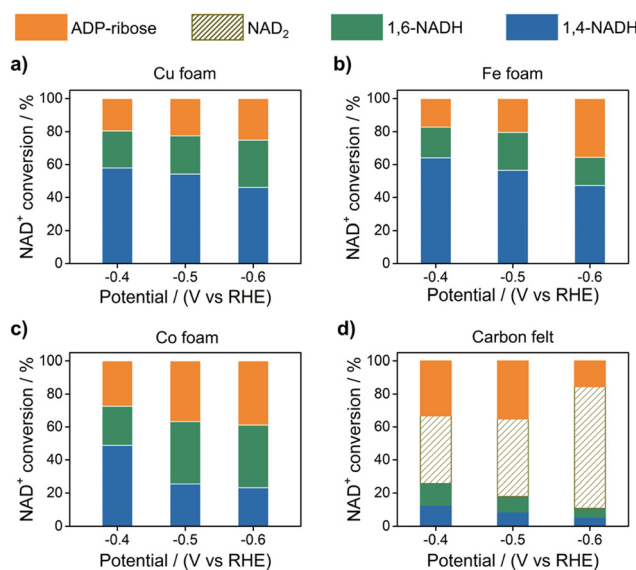 ADP-ribose NAD₂ 1,6-NADH 1,4-NADH
a) Cu foam
NAD⁺ conversion / %
100
80
60
40
20
0
-0.4 -0.5 -0.6
Potential / (V vs RHE)
b) Fe foam
NAD⁺ conversion / %
100
80
60
40
20
0
-0.4 -0.5 -0.6
Potential / (V vs RHE)
c) Co foam
NAD⁺ conversion / %
100
80
60
40
20
0
-0.4 -0.5 -0.6
Potential / (V vs RHE)
d) Carbon felt
NAD⁺ conversion / %
100
80
60
40
20
0
-0.4 -0.5 -0.6
Potential / (V vs RHE)